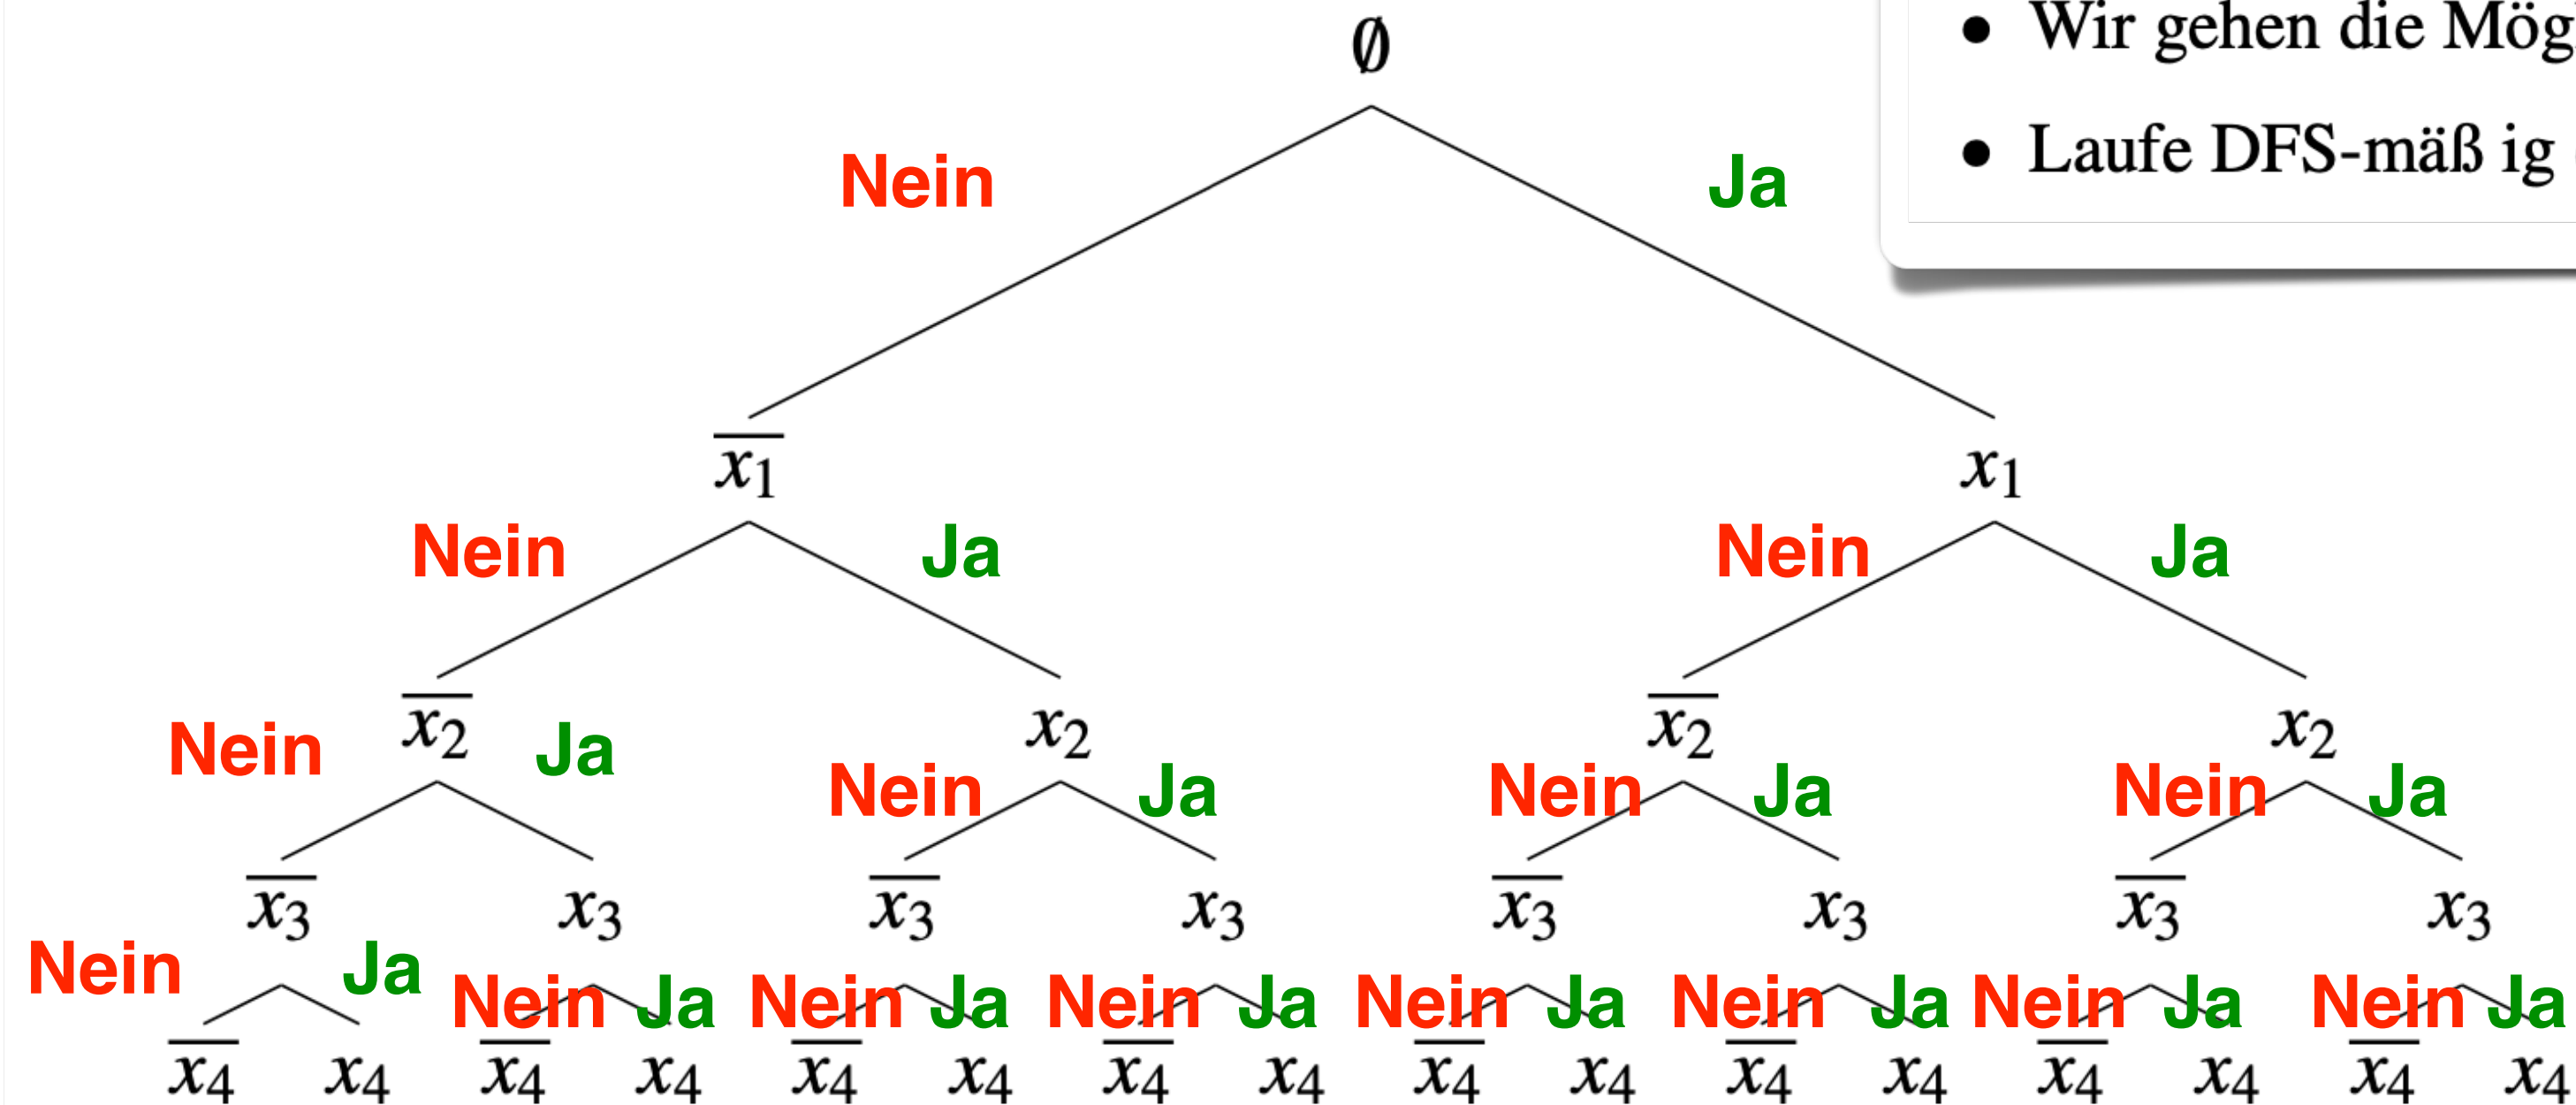 ∅
• Wir gehen die Mög
• Laufe DFS-mäß ig
Nein Ja
x̅₁ x₁
Nein Ja Nein Ja
x̅₂ x₂ x̅₂ x₂
Nein Ja Nein Ja Nein Ja Nein Ja
x̅₃ x₃ x̅₃ x₃ x̅₃ x₃ x̅₃ x₃
Nein Ja Nein Ja Nein Ja Nein Ja Nein Ja Nein Ja Nein Ja Nein Ja
x̅₄ x₄ x̅₄ x₄ x̅₄ x₄ x̅₄ x₄ x̅₄ x₄ x̅₄ x₄ x̅₄ x₄ x̅₄ x₄